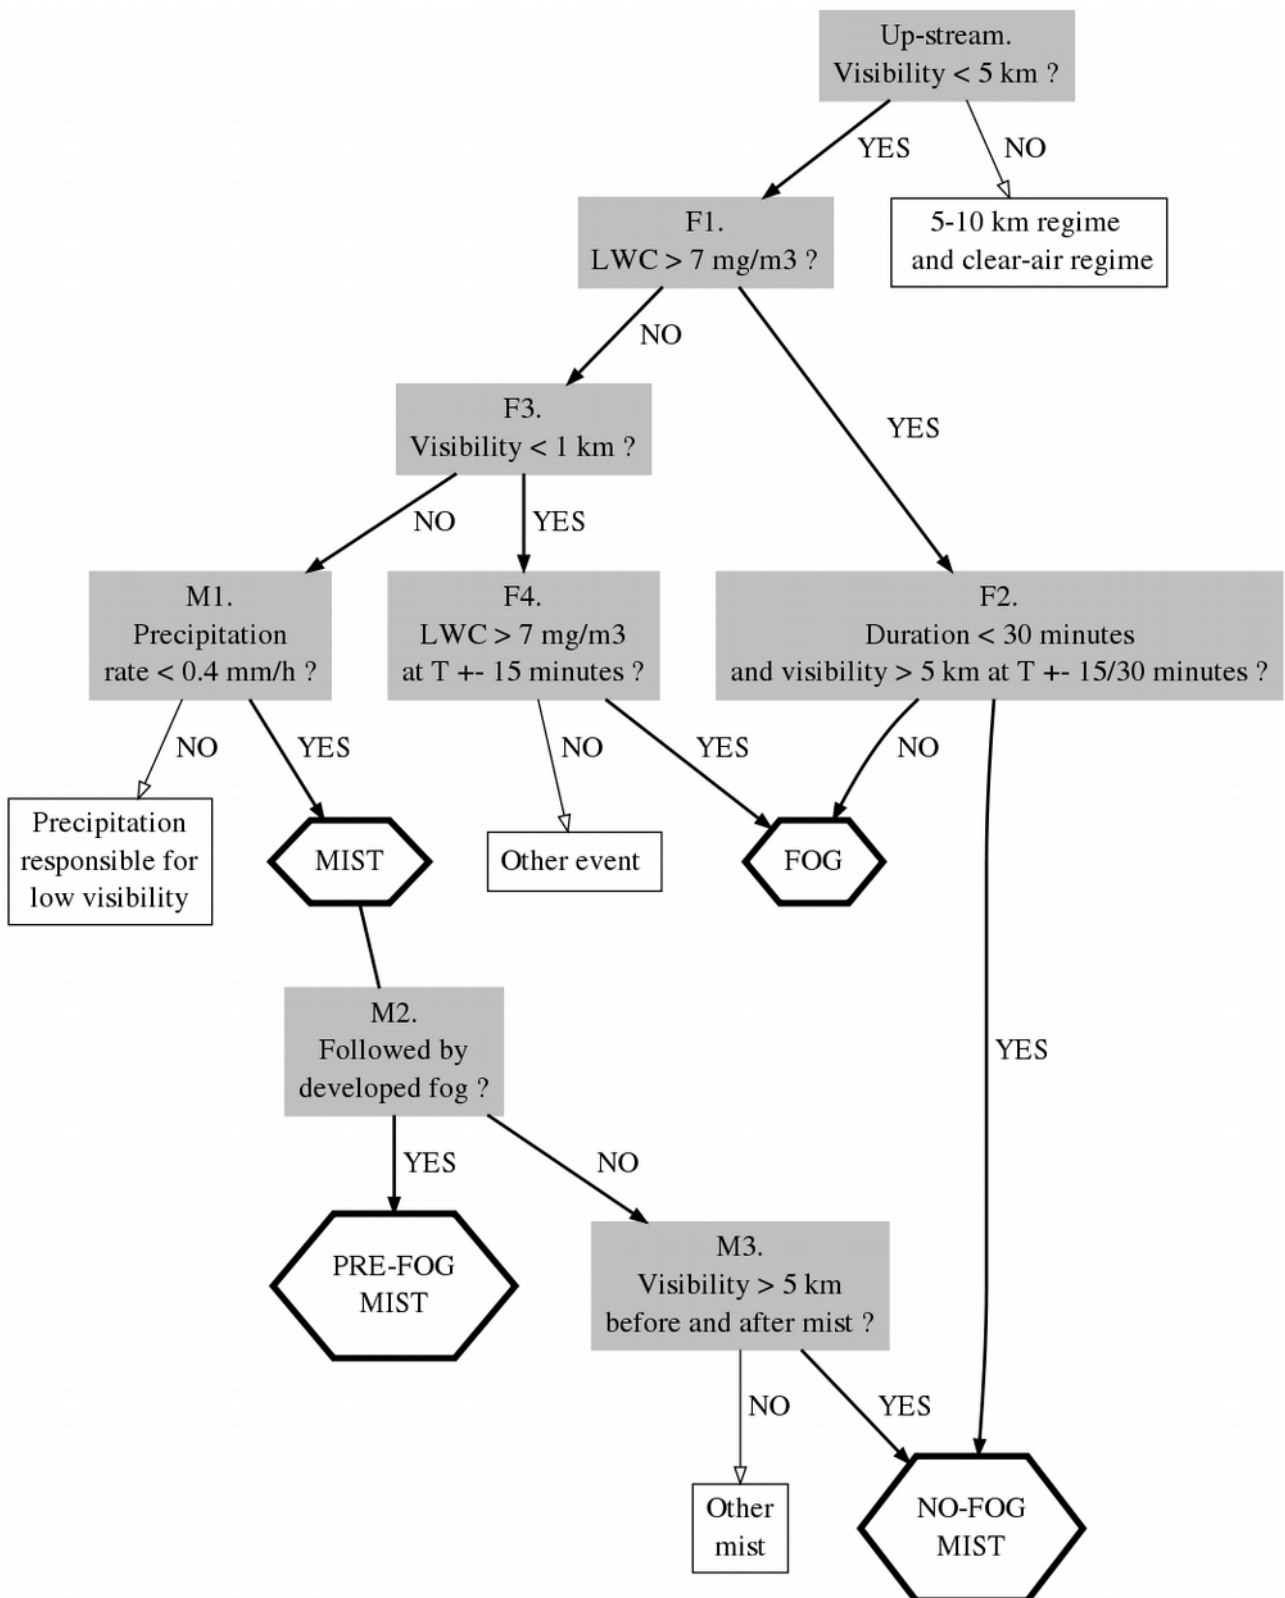 Up-stream.
Visibility < 5 km ?
YES
NO
F1.
LWC > 7 mg/m3 ?
5-10 km regime
and clear-air regime
NO
YES
F3.
Visibility < 1 km ?
NO
YES
M1.
Precipitation
rate < 0.4 mm/h ?
F4.
LWC > 7 mg/m3
at T +- 15 minutes ?
F2.
Duration < 30 minutes
and visibility > 5 km at T +- 15/30 minutes ?
NO
YES
NO
YES
NO
YES
Precipitation
responsible for
low visibility
MIST
Other event
FOG
M2.
Followed by
developed fog ?
YES
NO
PRE-FOG
MIST
M3.
Visibility > 5 km
before and after mist ?
NO
YES
Other
mist
NO-FOG
MIST